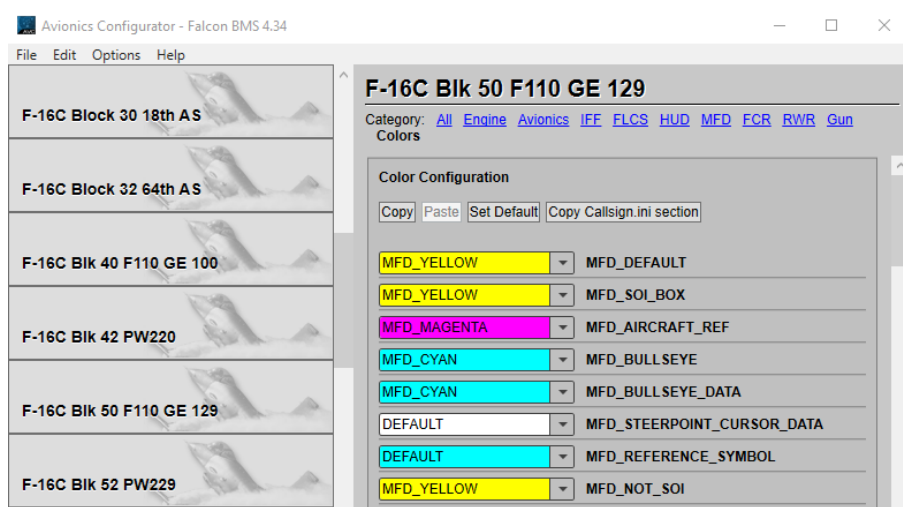 Avionics Configurator - Falcon BMS 4.34
File Edit Options Help
F-16C Block 30 18th AS
F-16C Block 32 64th AS
F-16C Blk 40 F110 GE 100
F-16C Blk 42 PW220
F-16C Blk 50 F110 GE 129
F-16C Blk 52 PW229
F-16C Blk 50 F110 GE 129
Category: All Engine Avionics IFF FLCS HUD MFD FCR RWR Gun
Colors
Color Configuration
Copy Paste Set Default Copy Callsign.ini section
MFD_YELLOW MFD_DEFAULT
MFD_YELLOW MFD_SOI_BOX
MFD_MAGENTA MFD_AIRCRAFT_REF
MFD_CYAN MFD_BULLSEYE
MFD_CYAN MFD_BULLSEYE_DATA
DEFAULT MFD_STEERPOINT_CURSOR_DATA
DEFAULT MFD_REFERENCE_SYMBOL
MFD_YELLOW MFD_NOT_SOI